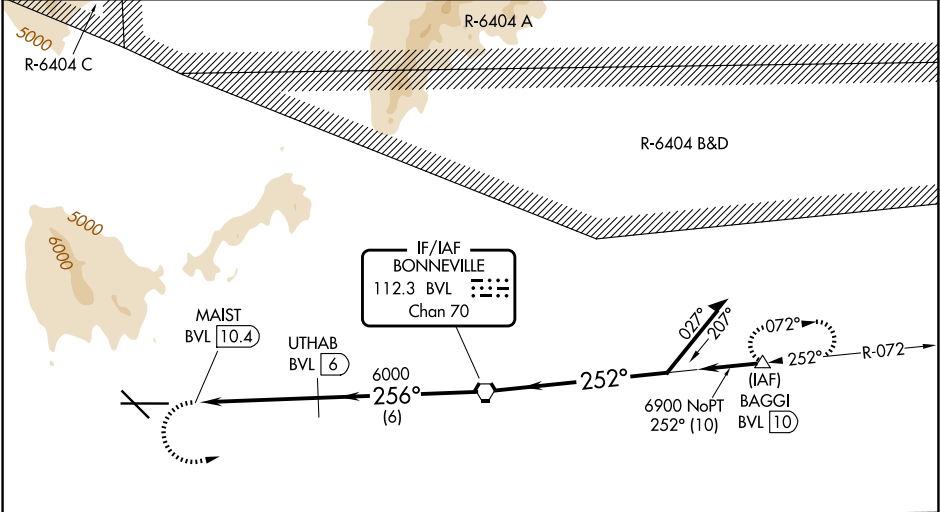 R-6404 A
5000
R-6404 C
R-6404 B&D
5000
6000
IF/IAF
BONNEVILLE
112.3 BVL
Chan 70
MAIST
BVL 10.4
UTHAB
BVL 6
6000
256°
(6)
252°
027°
207°
072°
252°
R-072
(IAF)
BAGGI
BVL 10
6900 NoPT
252° (10)